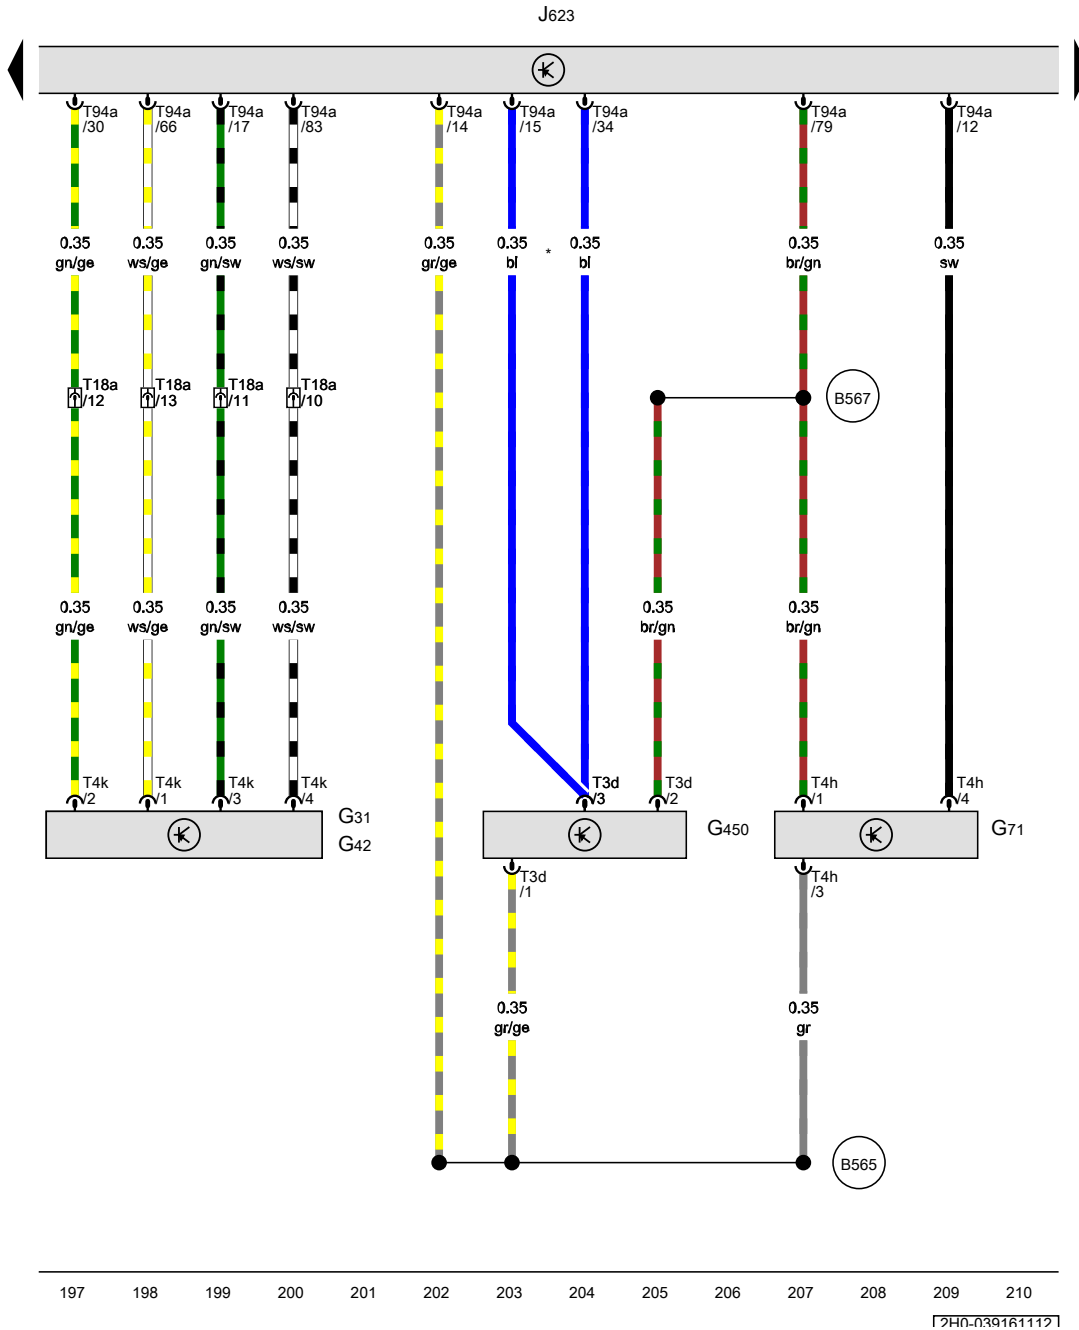 J623
T94a T94a T94a T94a T94a T94a T94a T94a T94a
/30 /66 /17 /83 /14 /15 /34 /79 /12
0.35 0.35 0.35 0.35 0.35 0.35 * 0.35 0.35 0.35
gn/ge ws/ge gn/sw ws/sw gr/ge bl bl br/gn sw
T18a T18a T18a T18a
/12 /13 /11 /10 B567
0.35 0.35 0.35 0.35 0.35 0.35
gn/ge ws/ge gn/sw ws/sw br/gn br/gn
T4k T4k T4k T4k T3d T3d T4h T4h
/2 /1 /3 /4 /3 /2 /1 /4
G31
G42 G450 G71
T3d T4h
/1 /3
0.35 0.35
gr/ge gr
B565
197 198 199 200 201 202 203 204 205 206 207 208 209 210
2H0-039161112